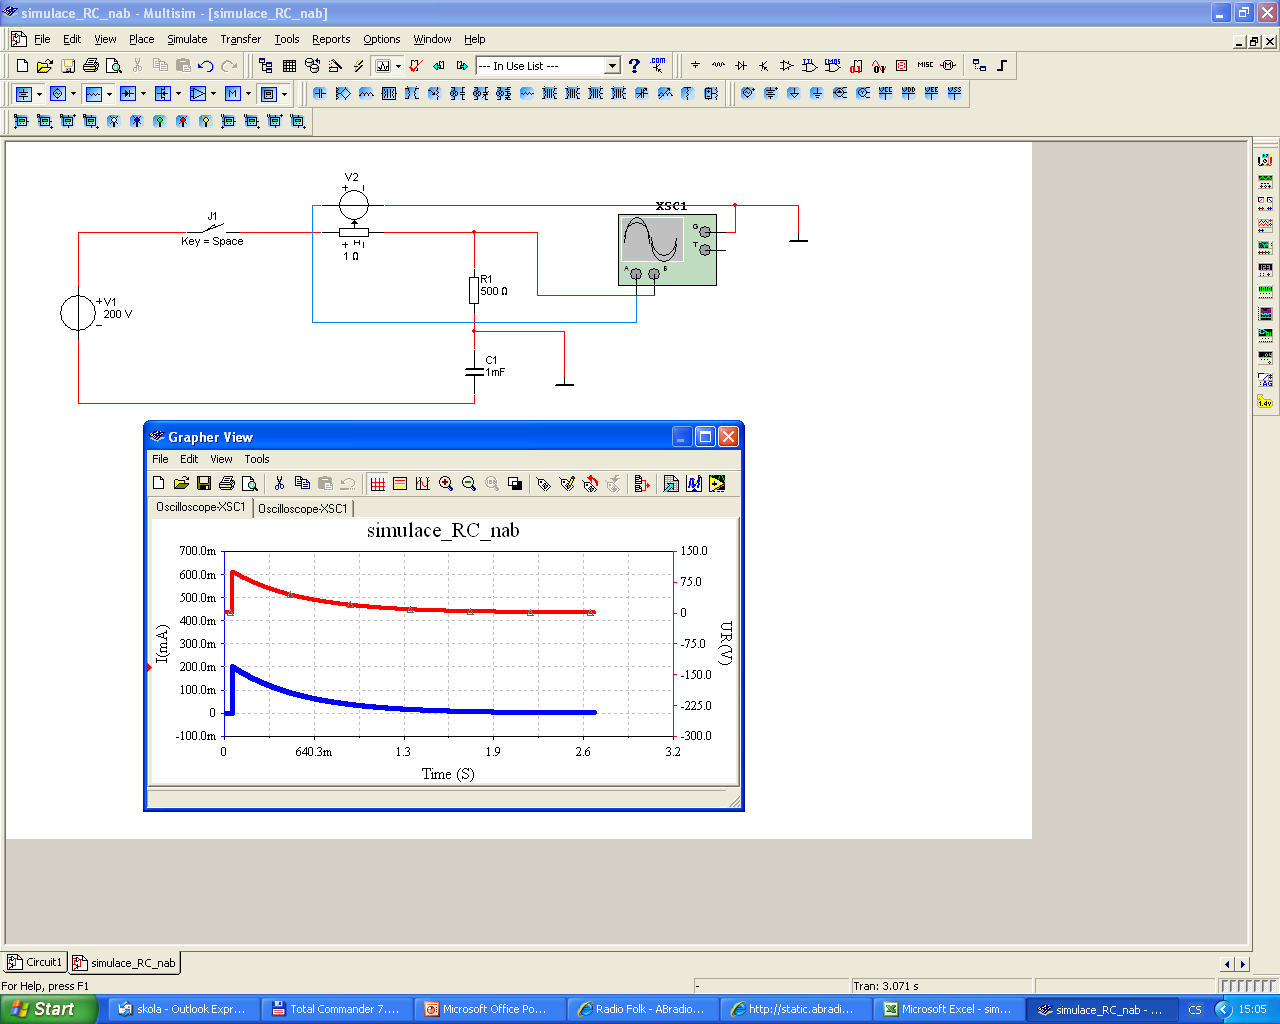 simulace_RC_nab - Multisim - [simulace_RC_nab]
File Edit View Place Simulate Transfer Tools Reports Options Window Help
--- In Use List ---
V2
J1
Key = Space
1 Ω
XSC1
G
T
A B
R1
500 Ω
V1
200 V
C1
1mF
Grapher View
File Edit View Tools
Oscilloscope-XSC1 Oscilloscope-XSC1
simulace_RC_nab
700.0m 150.0
600.0m 75.0
500.0m 0
400.0m
300.0m -75.0
200.0m -150.0
100.0m -225.0
0
-100.0m -300.0
I(mA)
UR(V)
0 640.3m 1.3 1.9 2.6 3.2
Time (S)
Circuit1 simulace_RC_nab
For Help, press F1 - Tran: 3.071 s
Start skola - Outlook Expr... Total Commander 7.... Microsoft Office Po... Radio Folk - ABradio... http://static.abradi... Microsoft Excel - sim... simulace_RC_nab - ... CS 15:05